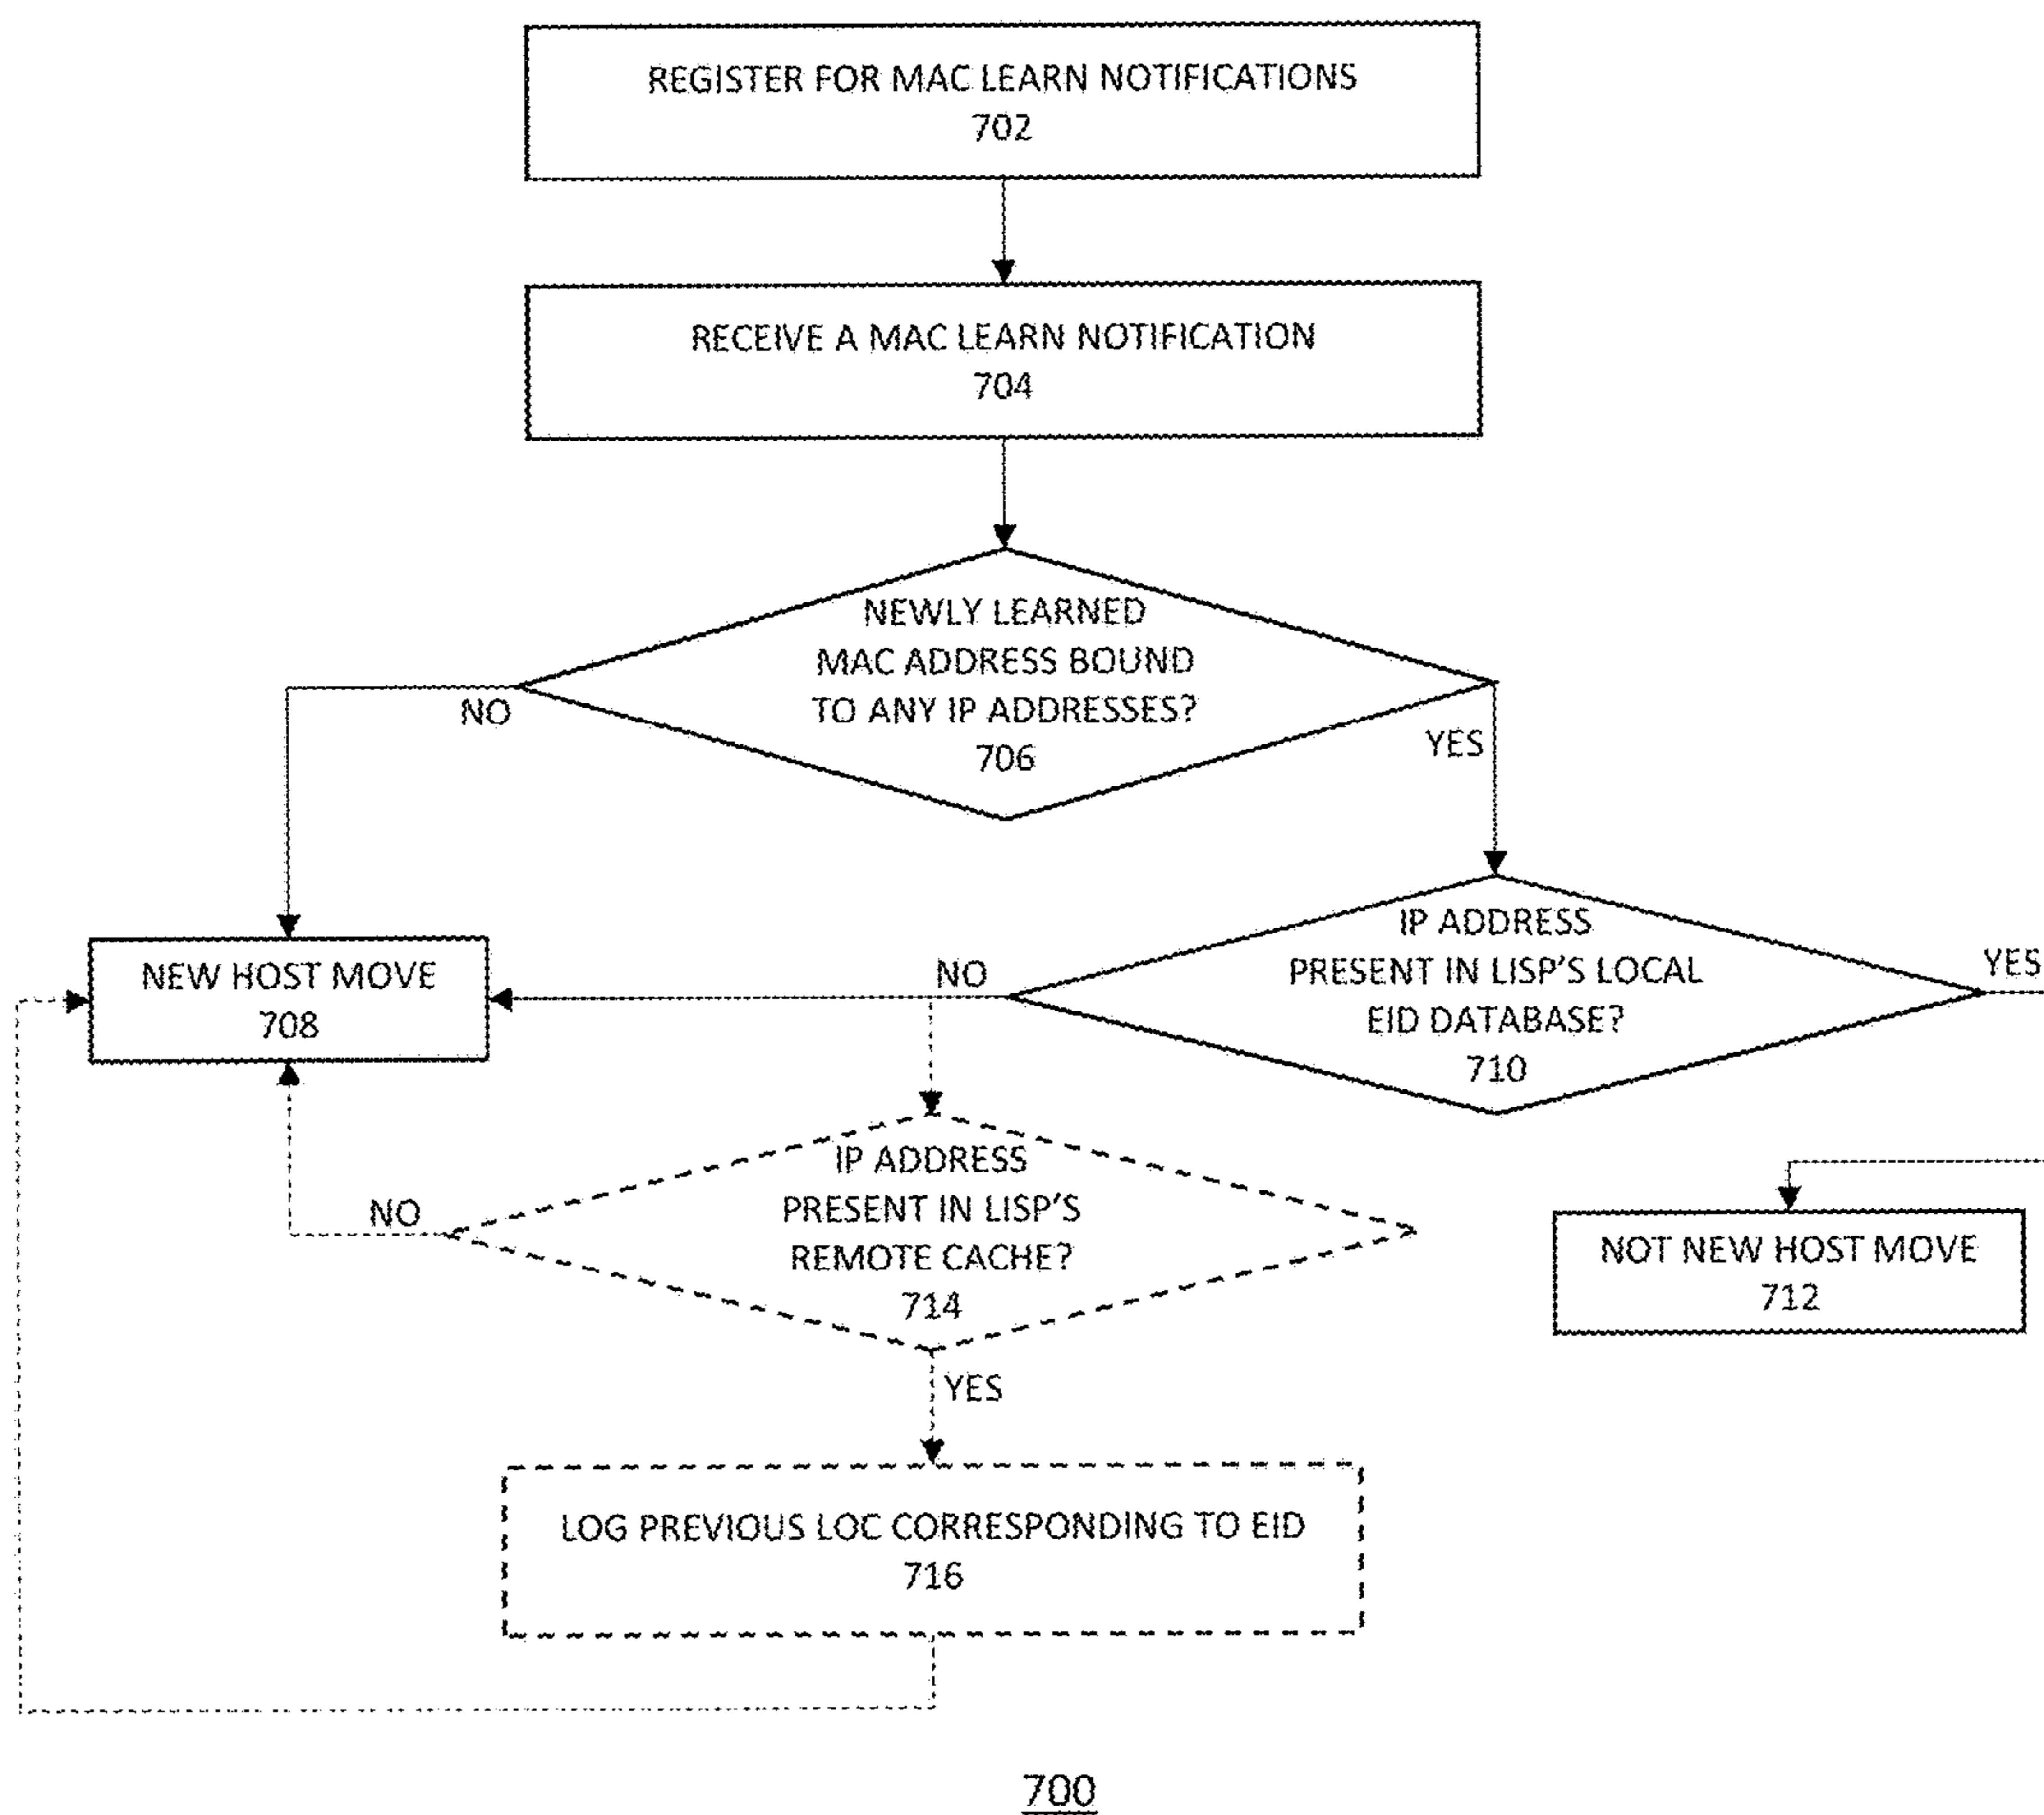 REGISTER FOR MAC LEARN NOTIFICATIONS
702
RECEIVE A MAC LEARN NOTIFICATION
704
NEWLY LEARNED
MAC ADDRESS BOUND
TO ANY IP ADDRESSES?
706
NO
YES
IP ADDRESS
PRESENT IN LISP'S LOCAL
EID DATABASE?
710
NO
YES
NEW HOST MOVE
708
IP ADDRESS
PRESENT IN LISP'S
REMOTE CACHE?
714
NO
YES
NOT NEW HOST MOVE
712
LOG PREVIOUS LOC CORRESPONDING TO EID
716
700